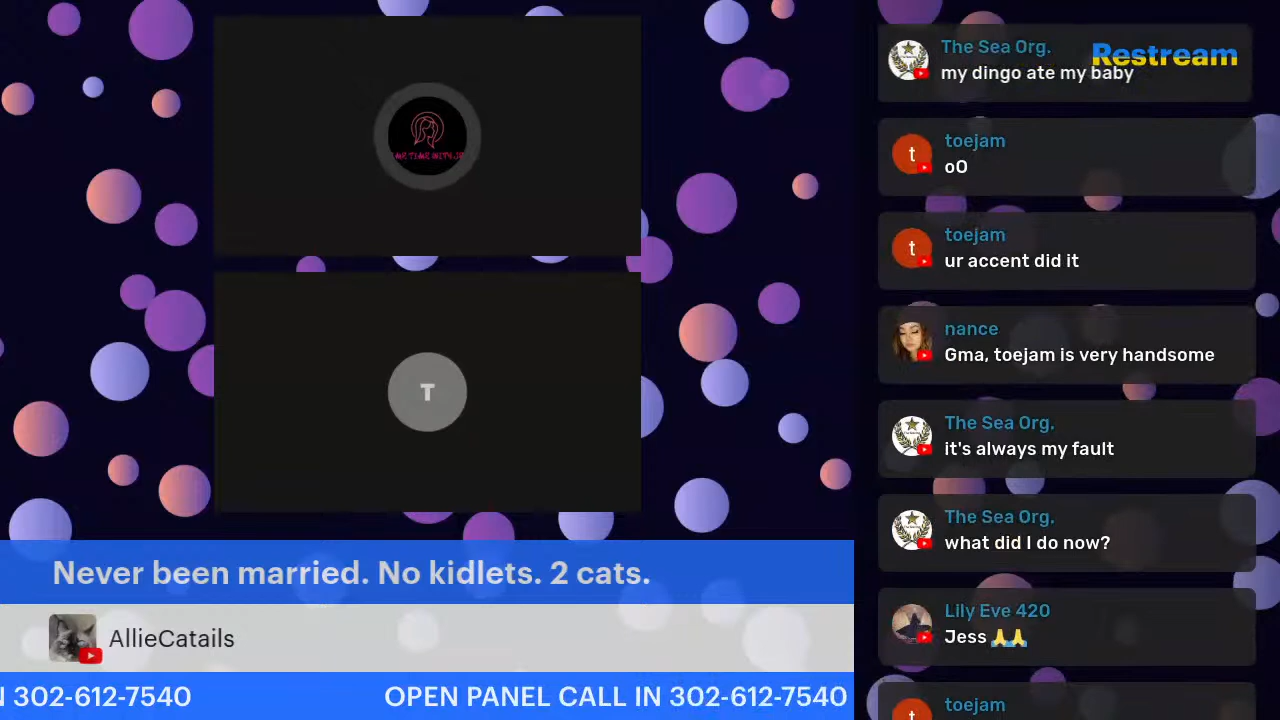 T
Never been married. No kidlets. 2 cats.
AllieCatails
N 302-612-7540 OPEN PANEL CALL IN 302-612-7540
Restream
The Sea Org.
my dingo ate my baby
t
toejam
oO
t
toejam
ur accent did it
nance
Gma, toejam is very handsome
The Sea Org.
it's always my fault
The Sea Org.
what did I do now?
Lily Eve 420
Jess 🙏🙏
toejam